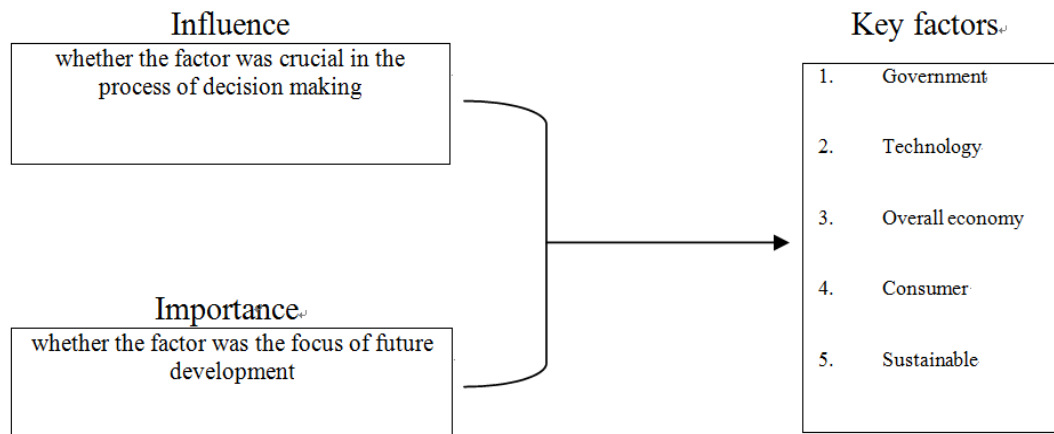 Influence
whether the factor was crucial in the
process of decision making
Importance
whether the factor was the focus of future
development
Key factors
1. Government
2. Technology
3. Overall economy
4. Consumer
5. Sustainable